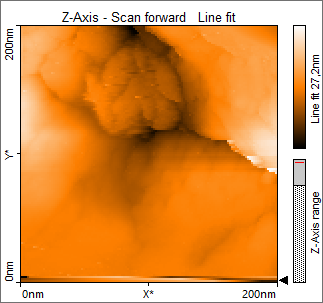 Z-Axis - Scan forward Line fit
200nm
Y*
0nm
0nm
X*
200nm
Line fit 27,2nm
Z-Axis range